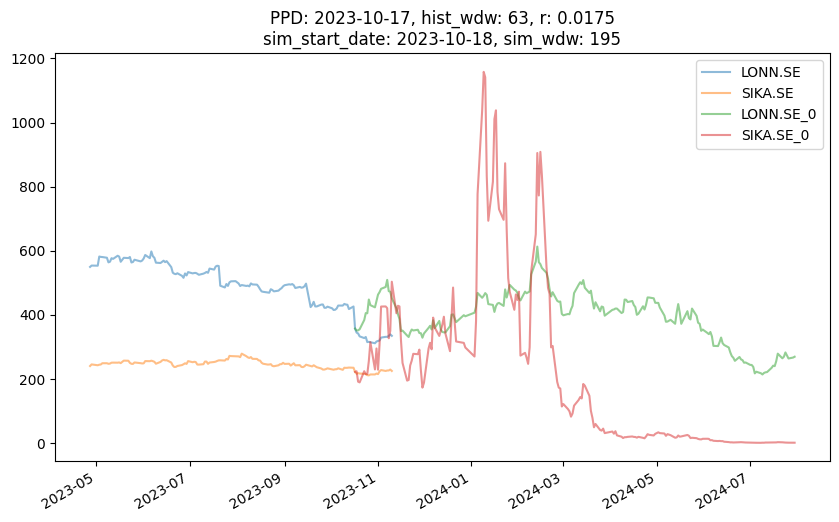 PPD: 2023-10-17, hist_wdw: 63, r: 0.0175
sim_start_date: 2023-10-18, sim_wdw: 195
1200
1000
800
600
400
200
0
LONN.SE
SIKA.SE
LONN.SE_0
SIKA.SE_0
2023-05
2023-07
2023-09
2023-11
2024-01
2024-03
2024-05
2024-07